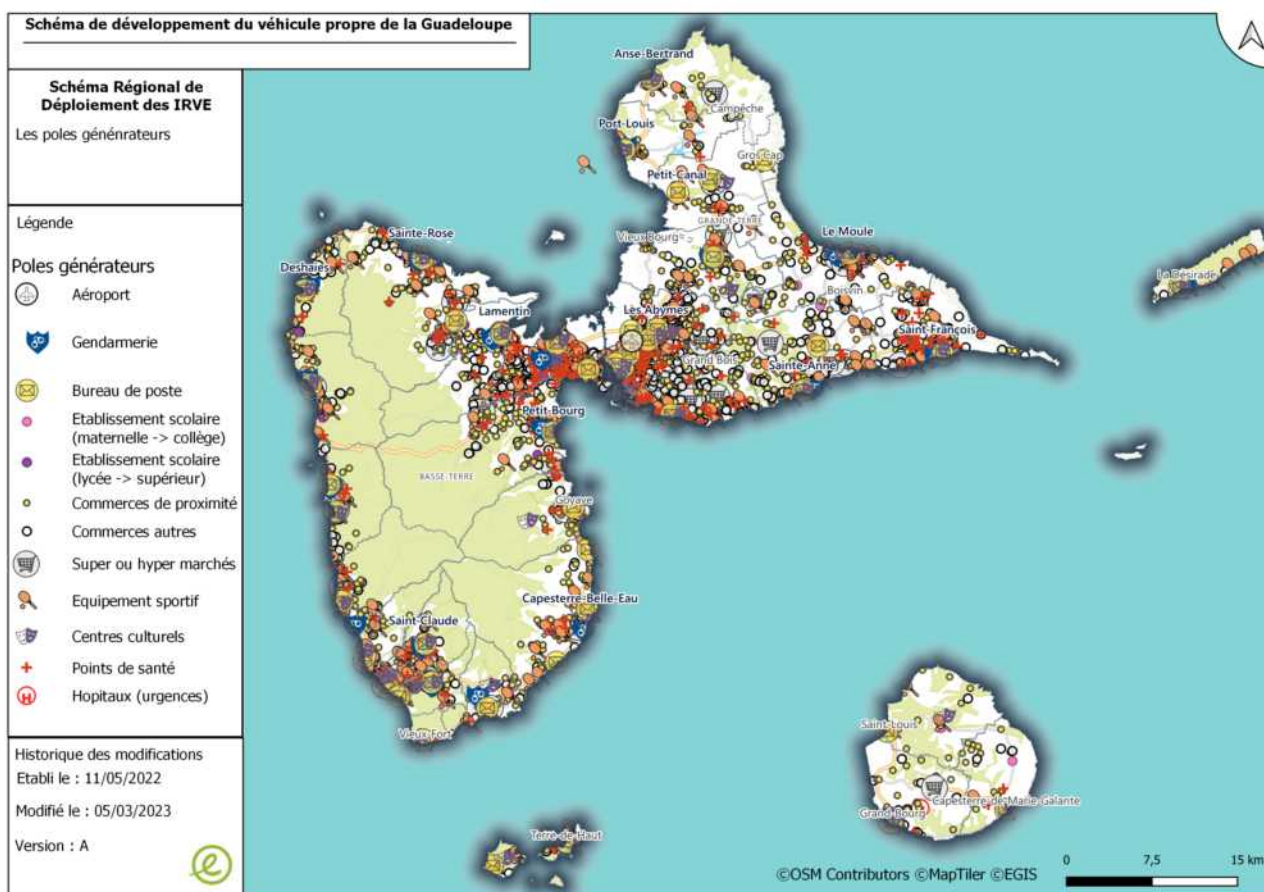 Schéma de développement du véhicule propre de la Guadeloupe
Schéma Régional de
Déploiement des IRVE
Les poles génénrateurs
Légende
Poles générateurs
Aéroport
Gendarmerie
Bureau de poste
Etablissement scolaire
(maternelle -> collège)
Etablissement scolaire
(lycée -> supérieur)
Commerces de proximité
Commerces autres
Super ou hyper marchés
Equipement sportif
Centres culturels
Points de santé
H
Hopitaux (urgences)
Historique des modifications
Etabli le : 11/05/2022
Modifié le : 05/03/2023
Version : A
Anse-Bertrand
Campêche
Port-Louis
Gros Cap
Petit-Canal
GRANDE-TERRE
Sainte-Rose
Vieux Bourg
Le Moule
Deshaies
La Désirade
Boisvin
Lamentin
Les Abymes
Saint-François
Grand Bois
Sainte-Anne
Petit-Bourg
BASSE-TERRE
Goyave
Capesterre-Belle-Eau
Saint-Claude
Vieux Fort
Saint-Louis
Capesterre-de-Marie-Galante
Grand-Bourg
Terre-de-Haut
©OSM Contributors ©MapTiler ©EGIS
0 7,5 15 km